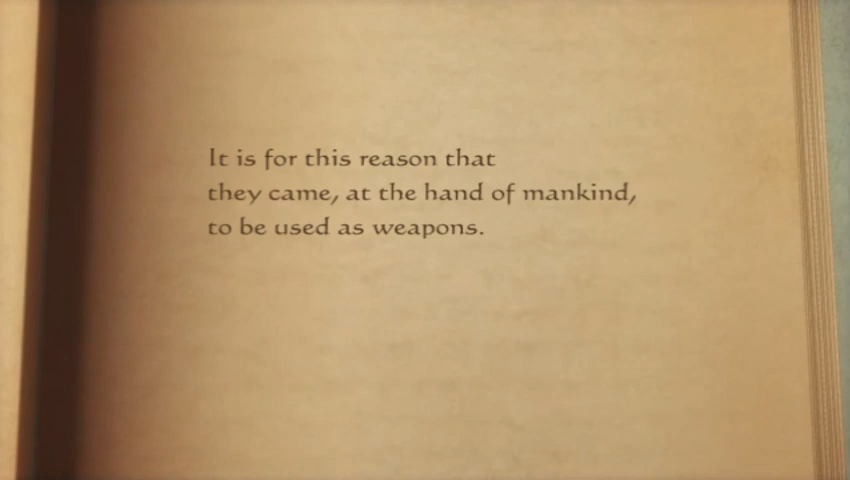 It is for this reason that
they came, at the hand of mankind,
to be used as weapons.